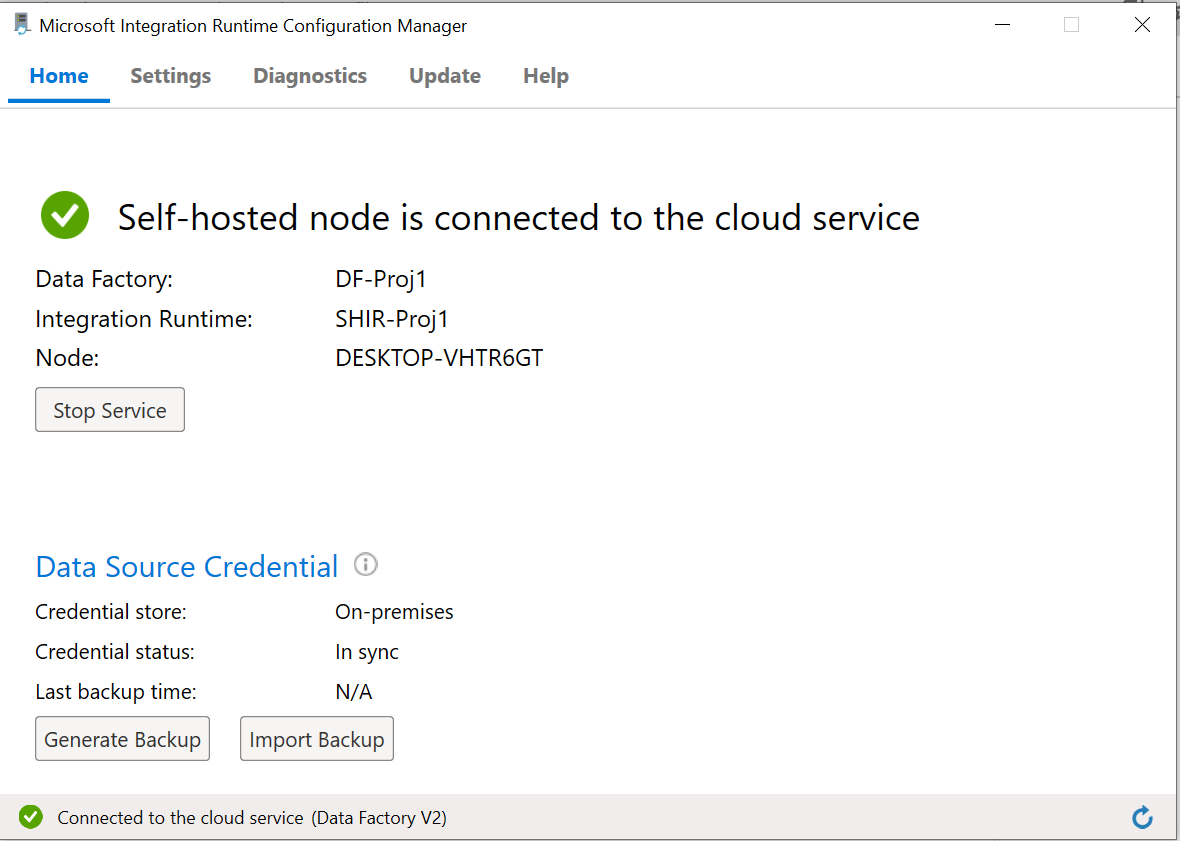 Microsoft Integration Runtime Configuration Manager
Home Settings Diagnostics Update Help
Self-hosted node is connected to the cloud service
Data Factory: DF-Proj1
Integration Runtime: SHIR-Proj1
Node: DESKTOP-VHTR6GT
Stop Service
Data Source Credential
Credential store: On-premises
Credential status: In sync
Last backup time: N/A
Generate Backup Import Backup
Connected to the cloud service (Data Factory V2)